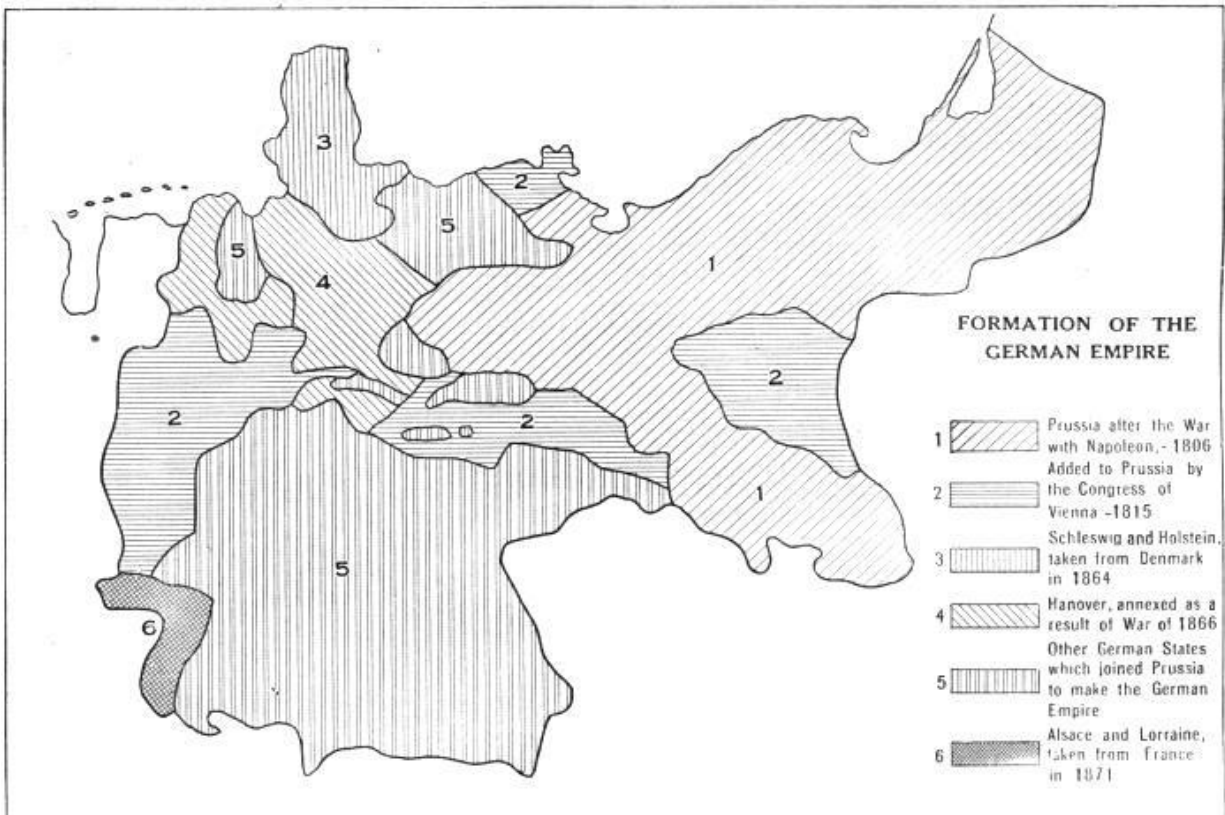 3
2
5
5
4
1
2
2
2
1
5
6
FORMATION OF THE
GERMAN EMPIRE
1 Prussia after the War
with Napoleon,- 1806
2 Added to Prussia by
the Congress of
Vienna -1815
3 Schleswig and Holstein,
taken from Denmark
in 1864
4 Hanover, annexed as a
result of War of 1866
5 Other German States
which joined Prussia
to make the German
Empire
6 Alsace and Lorraine,
taken from France
in 1871